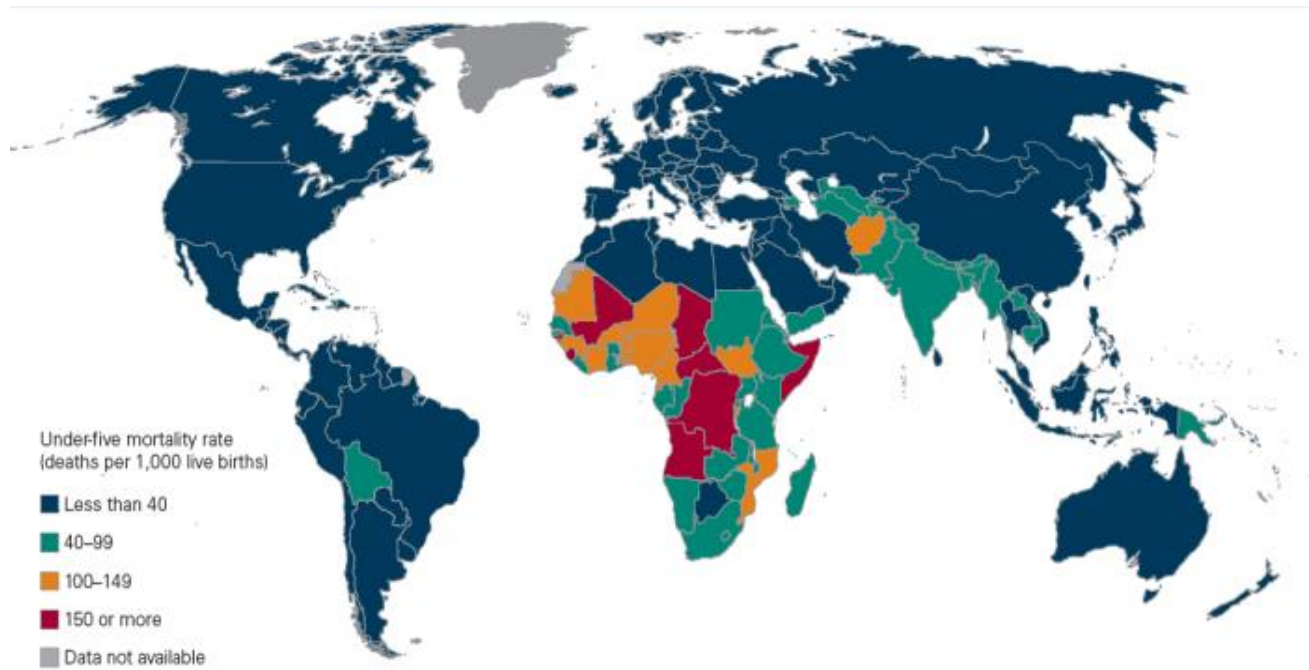 Under-five mortality rate
(deaths per 1,000 live births)
Less than 40
40–99
100–149
150 or more
Data not available